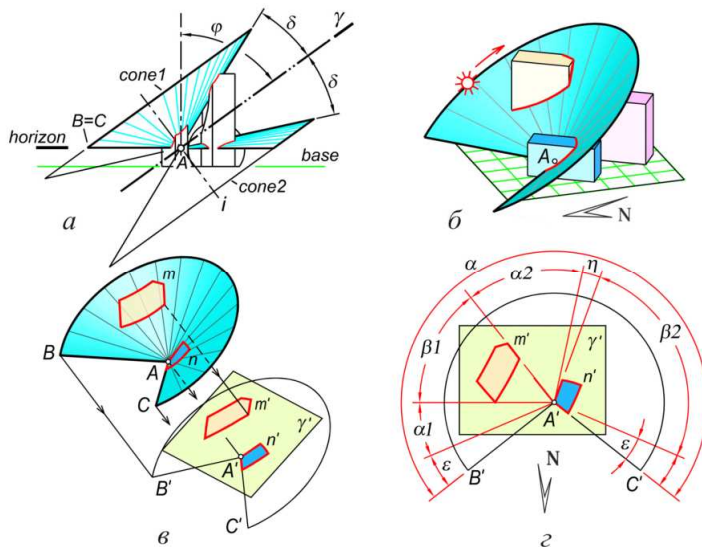 φ δ γ
cone1 δ
B=C
horizon
base
A
cone2
i
а
A
N
б
m
B
n
A
C
m'
n'
γ'
A'
B'
C'
в
α α2 η
β1 β2
m' γ'
n'
A'
α1
ε ε
B' N C'
г